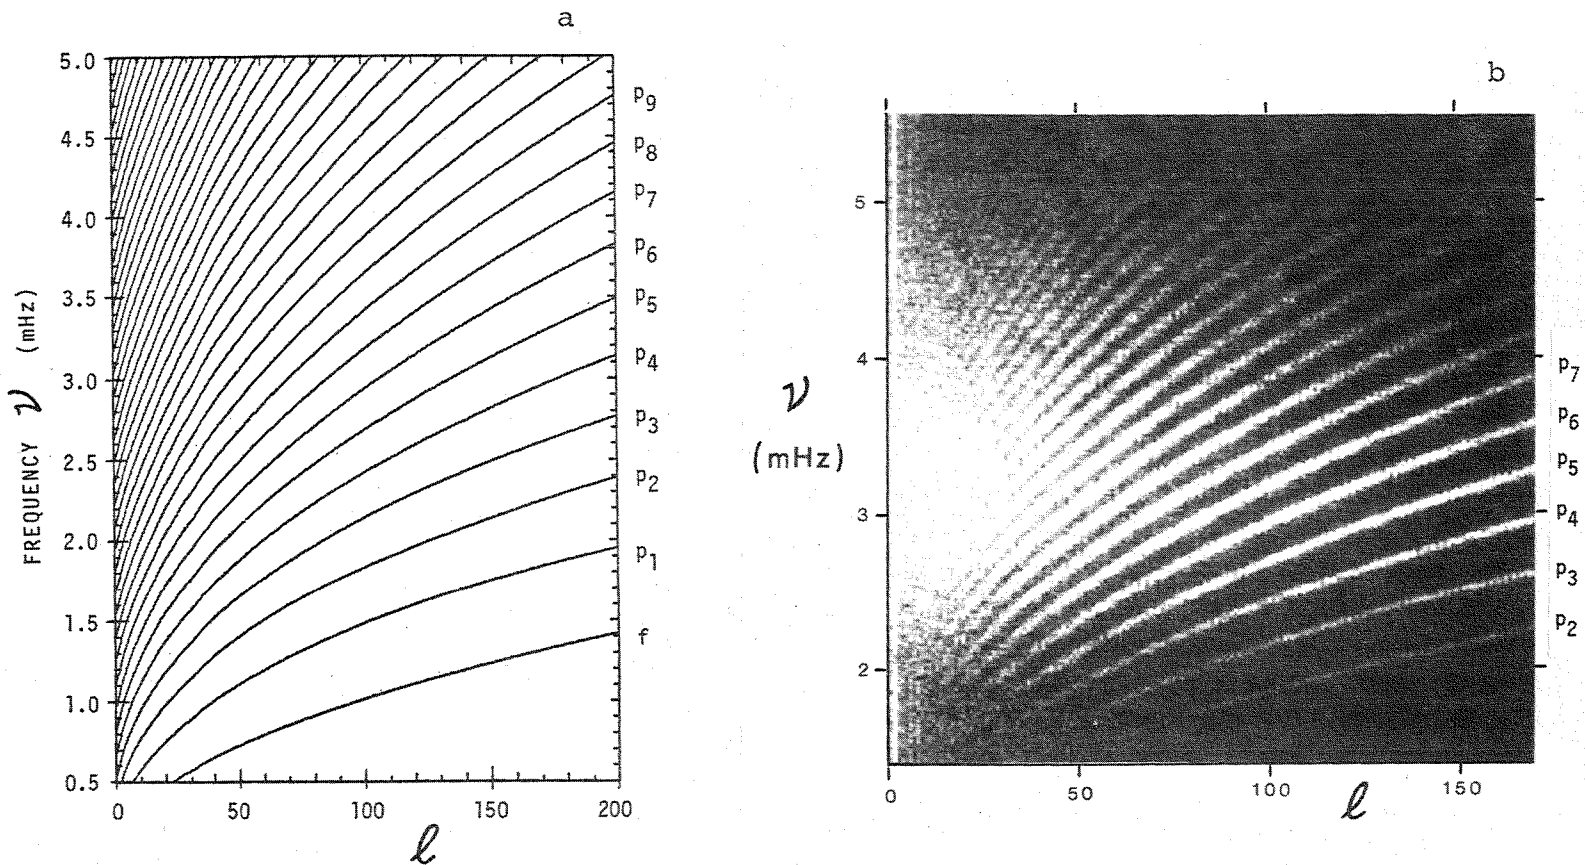 a
5.0
4.5
4.0
3.5
3.0
2.5
2.0
1.5
1.0
0.5
FREQUENCY ν (mHz)
0 50 100 150 200
ℓ
p9
p8
p7
p6
p5
p4
p3
p2
p1
f
b
5
4
3
2
ν
(mHz)
0 50 100 150
ℓ
p7
p6
p5
p4
p3
p2